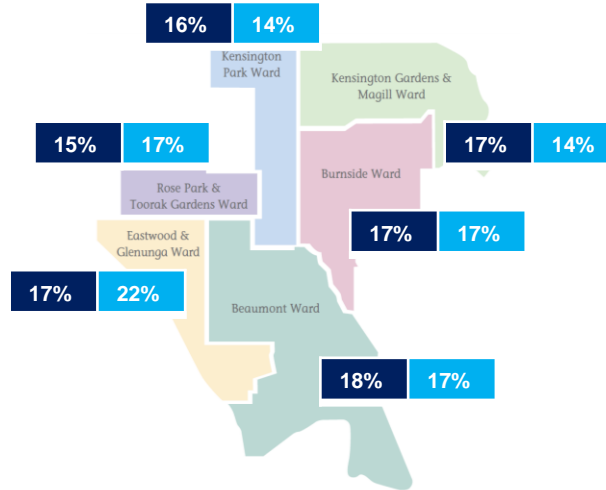 16% 14%
Kensington
Park Ward
Kensington Gardens &
Magill Ward
15% 17%
17% 14%
Burnside Ward
Rose Park &
Toorak Gardens Ward
17% 17%
Eastwood &
Glenunga Ward
17% 22%
Beaumont Ward
18% 17%